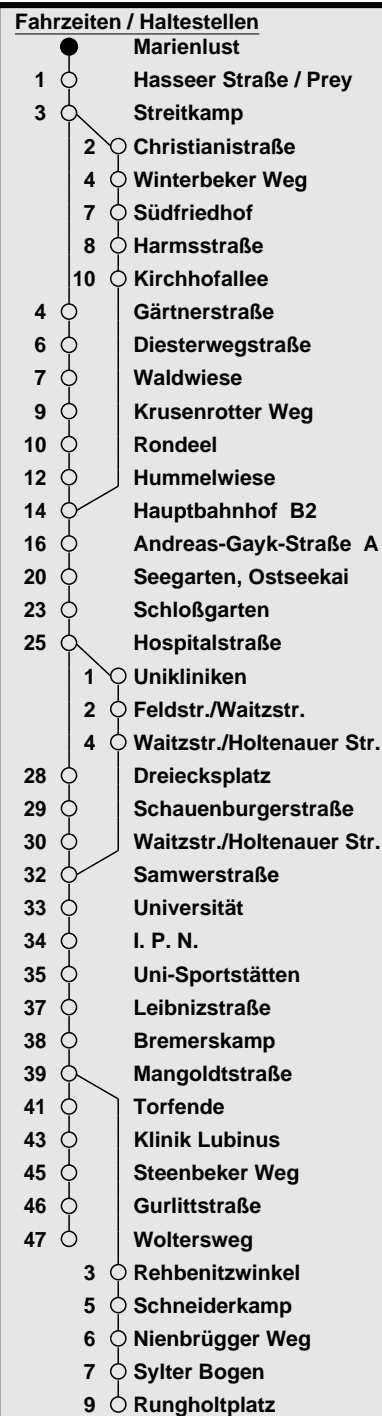 Fahrzeiten / Haltestellen
Marienlust
1 Hasseer Straße / Prey
3 Streitkamp
2 Christianistraße
4 Winterbeker Weg
7 Südfriedhof
8 Harmsstraße
10 Kirchhofallee
4 Gärtnerstraße
6 Diesterwegstraße
7 Waldwiese
9 Krusenrotter Weg
10 Rondeel
12 Hummelwiese
14 Hauptbahnhof B2
16 Andreas-Gayk-Straße A
20 Seegarten, Ostseekai
23 Schloßgarten
25 Hospitalstraße
1 Unikliniken
2 Feldstr./Waitzstr.
4 Waitzstr./Holtenauer Str.
28 Dreiecksplatz
29 Schauenburgerstraße
30 Waitzstr./Holtenauer Str.
32 Samwerstraße
33 Universität
34 I. P. N.
35 Uni-Sportstätten
37 Leibnizstraße
38 Bremerskamp
39 Mangoldtstraße
41 Torfende
43 Klinik Lubinus
45 Steenbeker Weg
46 Gurlittstraße
47 Woltersweg
3 Rehbenitzwinkel
5 Schneiderkamp
6 Nienbrügger Weg
7 Sylter Bogen
9 Rungholtplatz